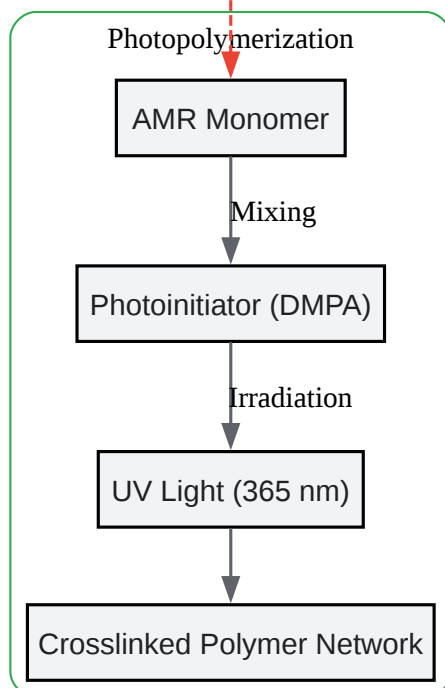 Photopolymerization
AMR Monomer
Mixing
Photoinitiator (DMPA)
Irradiation
UV Light (365 nm)
Crosslinked Polymer Network